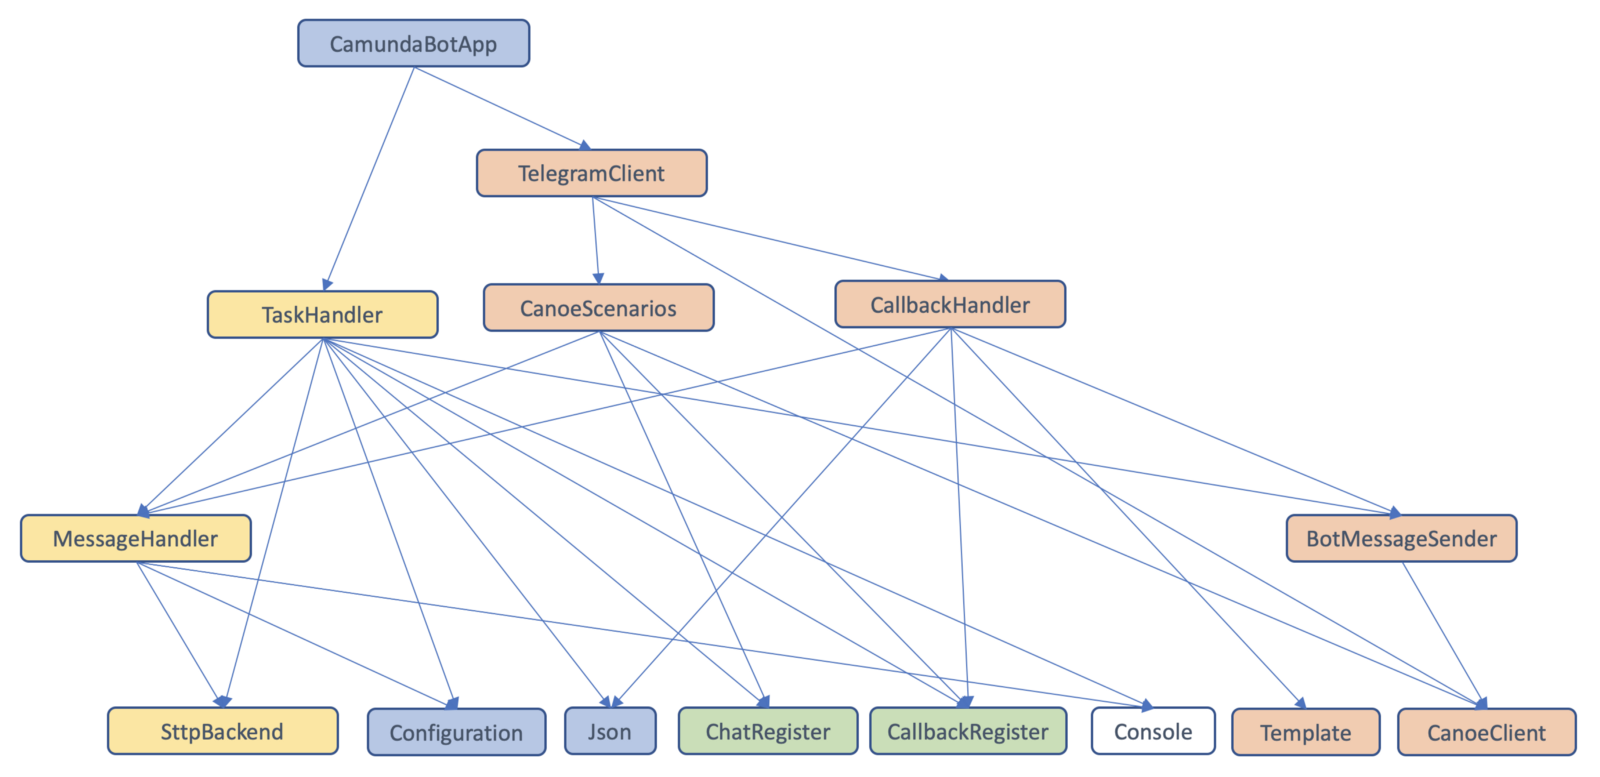 CamundaBotApp
TelegramClient
TaskHandler
CanoeScenarios
CallbackHandler
MessageHandler
BotMessageSender
SttpBackend
Configuration
Json
ChatRegister
CallbackRegister
Console
Template
CanoeClient